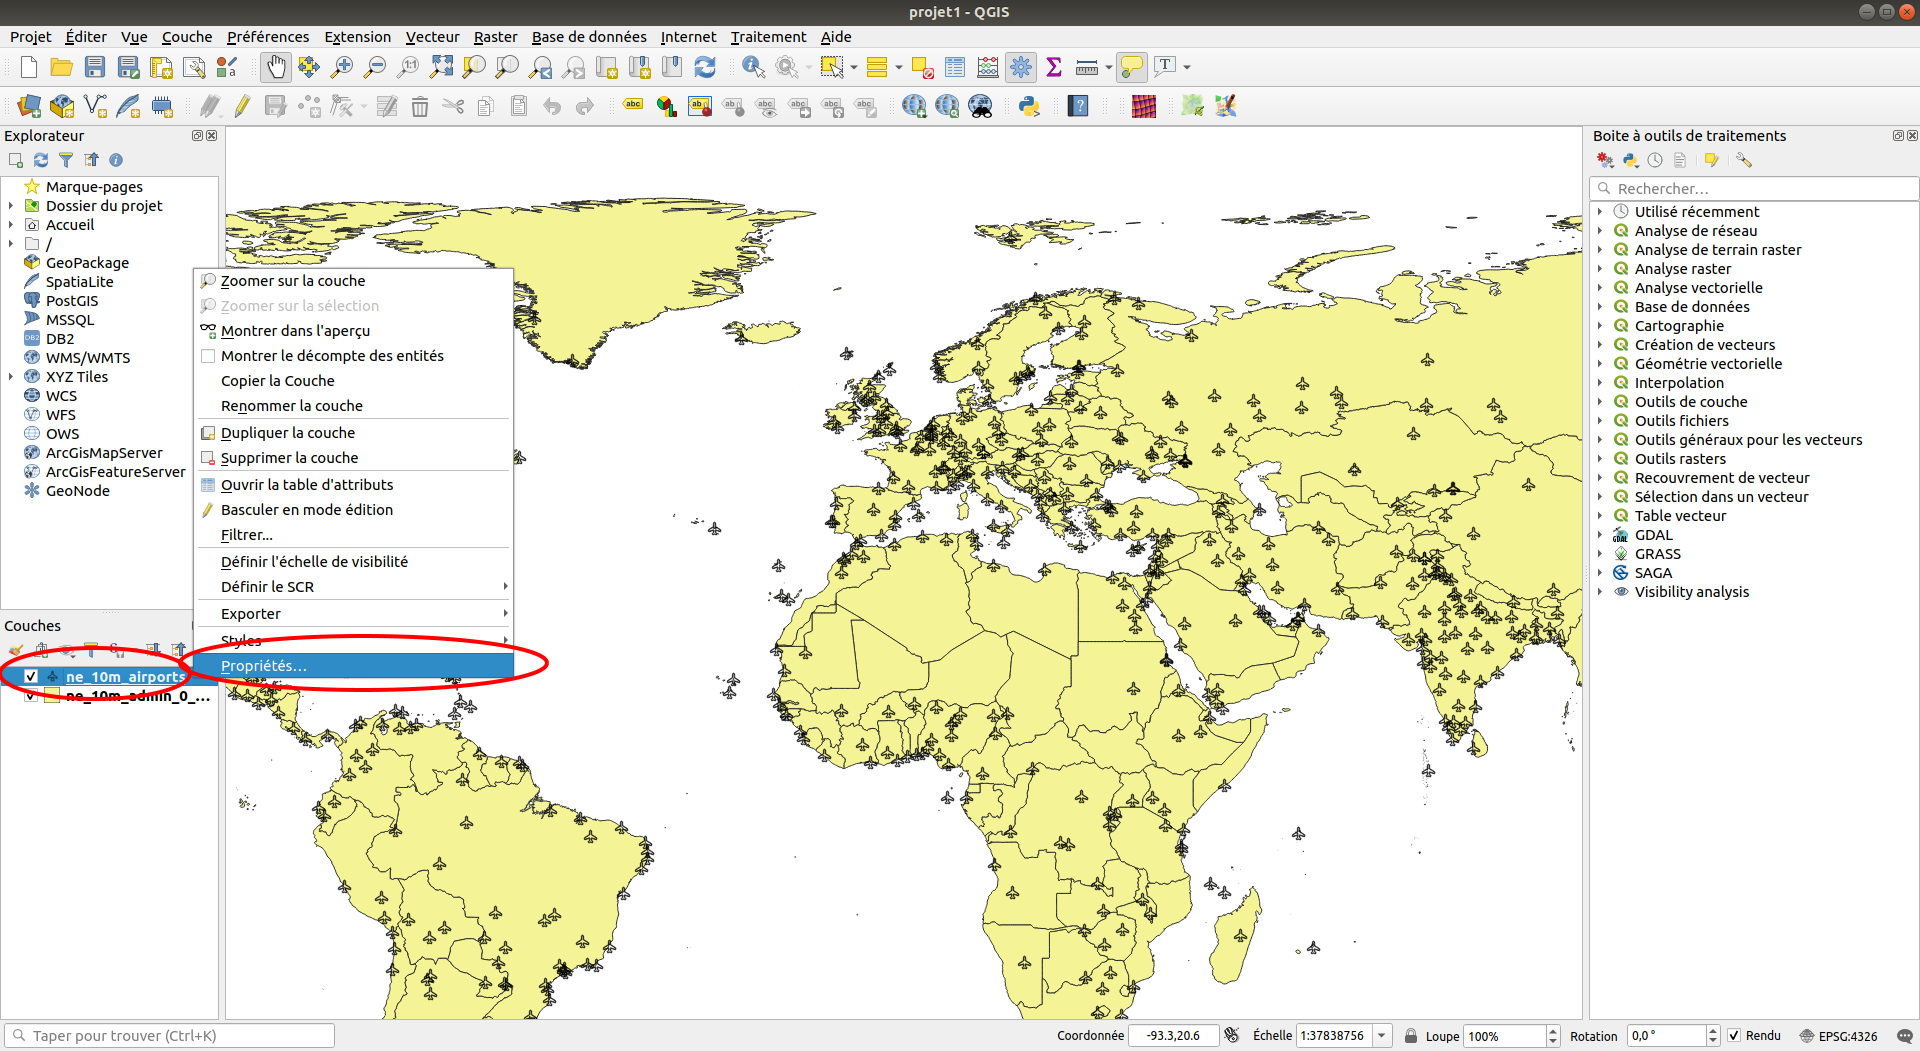 projet1 - QGIS
Projet Éditer Vue Couche Préférences Extension Vecteur Raster Base de données Internet Traitement Aide
Explorateur
Marque-pages
Dossier du projet
Accueil
/
GeoPackage
SpatiaLite
PostGIS
MSSQL
DB2
WMS/WMTS
XYZ Tiles
WCS
WFS
OWS
ArcGisMapServer
ArcGisFeatureServer
GeoNode
Zoomer sur la couche
Zoomer sur la sélection
Montrer dans l'aperçu
Montrer le décompte des entités
Copier la Couche
Renommer la couche
Dupliquer la couche
Supprimer la couche
Ouvrir la table d'attributs
Basculer en mode édition
Filtrer...
Définir l'échelle de visibilité
Définir le SCR
Exporter
Styles
Propriétés...
Couches
ne_10m_airports
ne_10m_admin_0_...
Boite à outils de traitements
Rechercher...
Utilisé récemment
Analyse de réseau
Analyse de terrain raster
Analyse raster
Analyse vectorielle
Base de données
Cartographie
Création de vecteurs
Géométrie vectorielle
Interpolation
Outils de couche
Outils fichiers
Outils généraux pour les vecteurs
Outils rasters
Recouvrement de vecteur
Sélection dans un vecteur
Table vecteur
GDAL
GRASS
SAGA
Visibility analysis
Taper pour trouver (Ctrl+K)
Coordonnée -93.3,20.6 Échelle 1:37838756 Loupe 100% Rotation 0,0 ° Rendu EPSG:4326